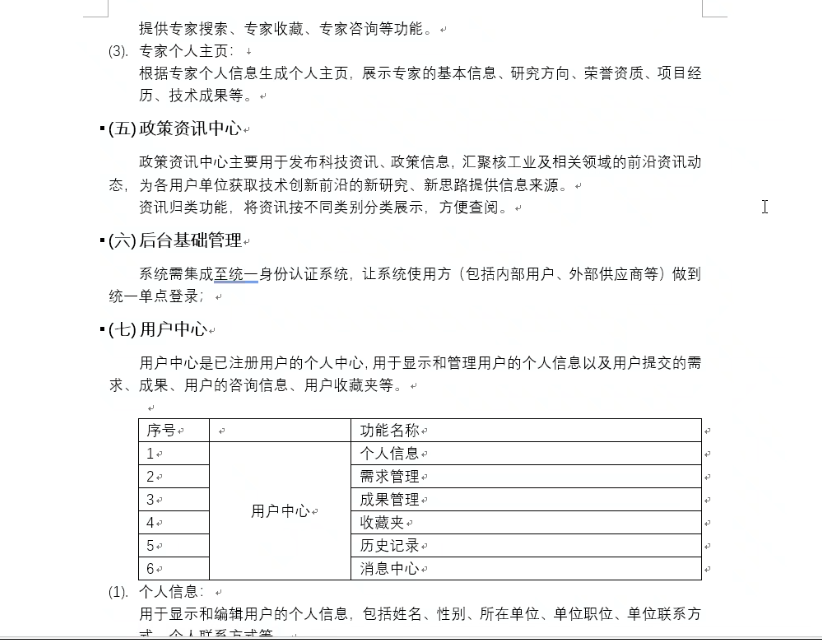 提供专家搜索、专家收藏、专家咨询等功能。
(3). 专家个人主页：
根据专家个人信息生成个人主页，展示专家的基本信息、研究方向、荣誉资质、项目经
历、技术成果等。
(五) 政策资讯中心
政策资讯中心主要用于发布科技资讯、政策信息，汇聚核工业及相关领域的前沿资讯动
态，为各用户单位获取技术创新前沿的新研究、新思路提供信息来源。
资讯归类功能，将资讯按不同类别分类展示，方便查阅。
(六) 后台基础管理
系统需集成至统一身份认证系统，让系统使用方（包括内部用户、外部供应商等）做到
统一单点登录；
(七) 用户中心
用户中心是已注册用户的个人中心，用于显示和管理用户的个人信息以及用户提交的需
求、成果、用户的咨询信息、用户收藏夹等。
序号 功能名称
1 个人信息
2 需求管理
3 成果管理
用户中心
4 收藏夹
5 历史记录
6 消息中心
(1). 个人信息：
用于显示和编辑用户的个人信息，包括姓名、性别、所在单位、单位职位、单位联系方
式、个人联系方式等。